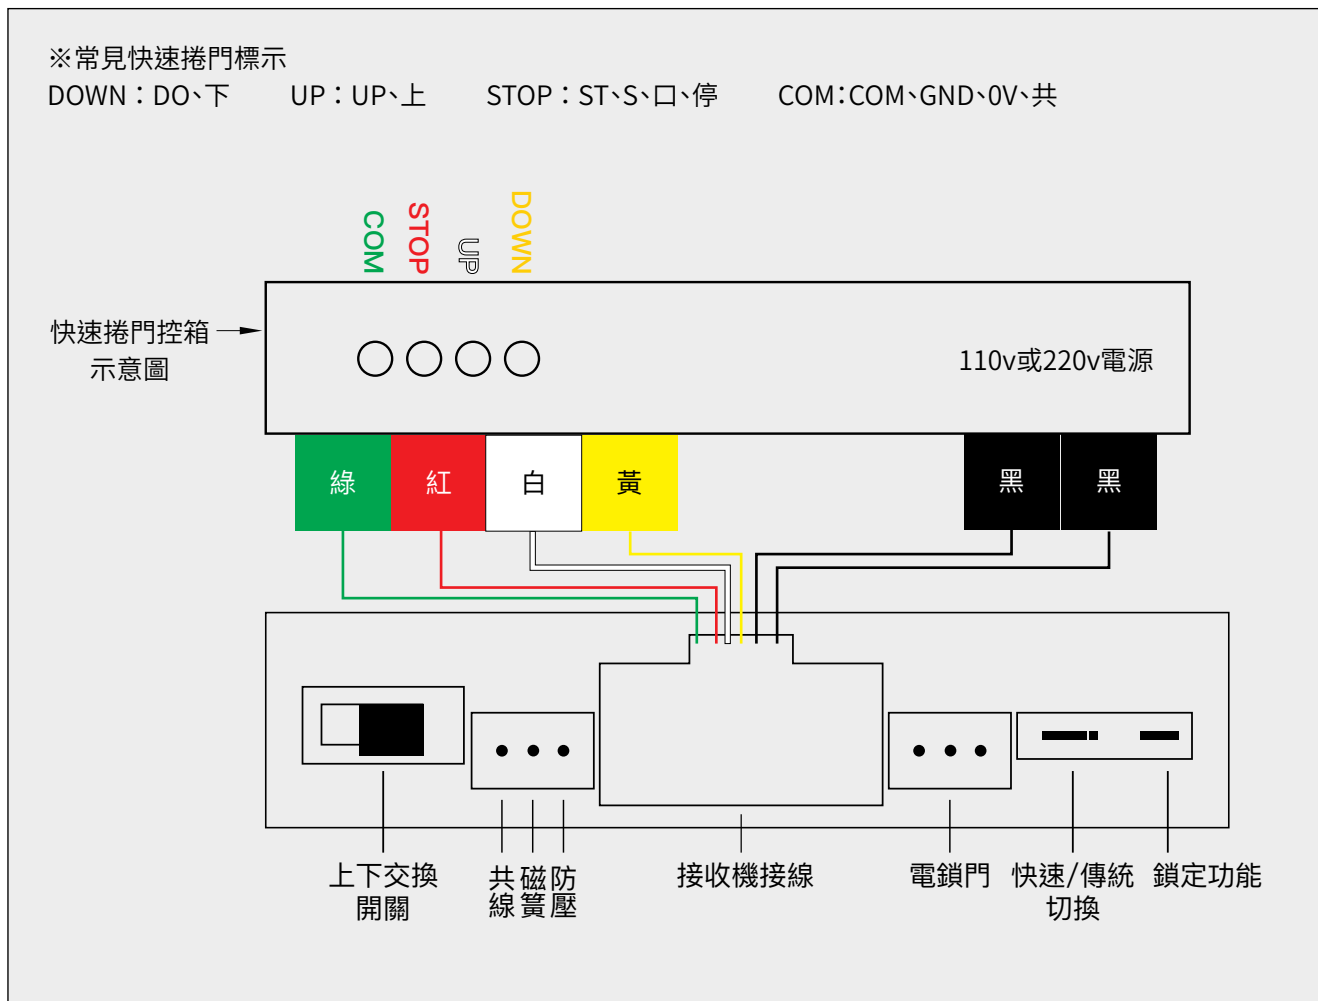 ※常見快速捲門標示
DOWN：DO、下 UP：UP、上 STOP：ST、S、口、停 COM：COM、GND、0V、共
COM
STOP
UP
DOWN
快速捲門控箱
示意圖
110v或220v電源
綠 紅 白 黃 黑 黑
上下交換
開關
共線
磁簧
防壓
接收機接線
電鎖門
快速/傳統
切換
鎖定功能